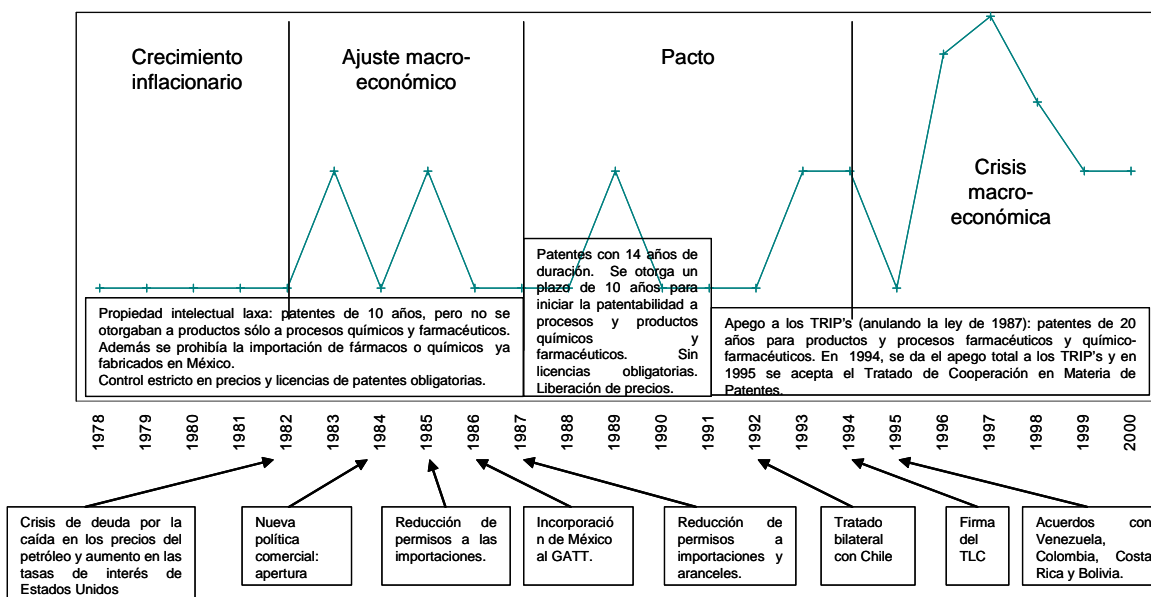 Crecimiento
inflacionario
Ajuste macro-
económico
Pacto
Crisis
macro-
económica
Propiedad intelectual laxa: patentes de 10 años, pero no se
otorgaban a productos sólo a procesos químicos y farmacéuticos.
Además se prohibía la importación de fármacos o químicos ya
fabricados en México.
Control estricto en precios y licencias de patentes obligatorias.
Patentes con 14 años de
duración. Se otorga un
plazo de 10 años para
iniciar la patentabilidad a
procesos y productos
químicos y
farmacéuticos. Sin
licencias obligatorias.
Liberación de precios.
Apego a los TRIP's (anulando la ley de 1987): patentes de 20
años para productos y procesos farmacéuticos y químico-
farmacéuticos. En 1994, se da el apego total a los TRIP's y en
1995 se acepta el Tratado de Cooperación en Materia de
Patentes.
1978
1979
1980
1981
1982
1983
1984
1985
1986
1987
1988
1989
1990
1991
1992
1993
1994
1995
1996
1997
1998
1999
2000
Crisis de deuda por la
caída en los precios del
petróleo y aumento en las
tasas de interés de
Estados Unidos
Nueva
política
comercial:
apertura
Reducción de
permisos a las
importaciones.
Incorporació
n de México
al GATT.
Reducción de
permisos a
importaciones y
aranceles.
Tratado
bilateral
con Chile
Firma
del
TLC
Acuerdos con
Venezuela,
Colombia, Costa
Rica y Bolivia.